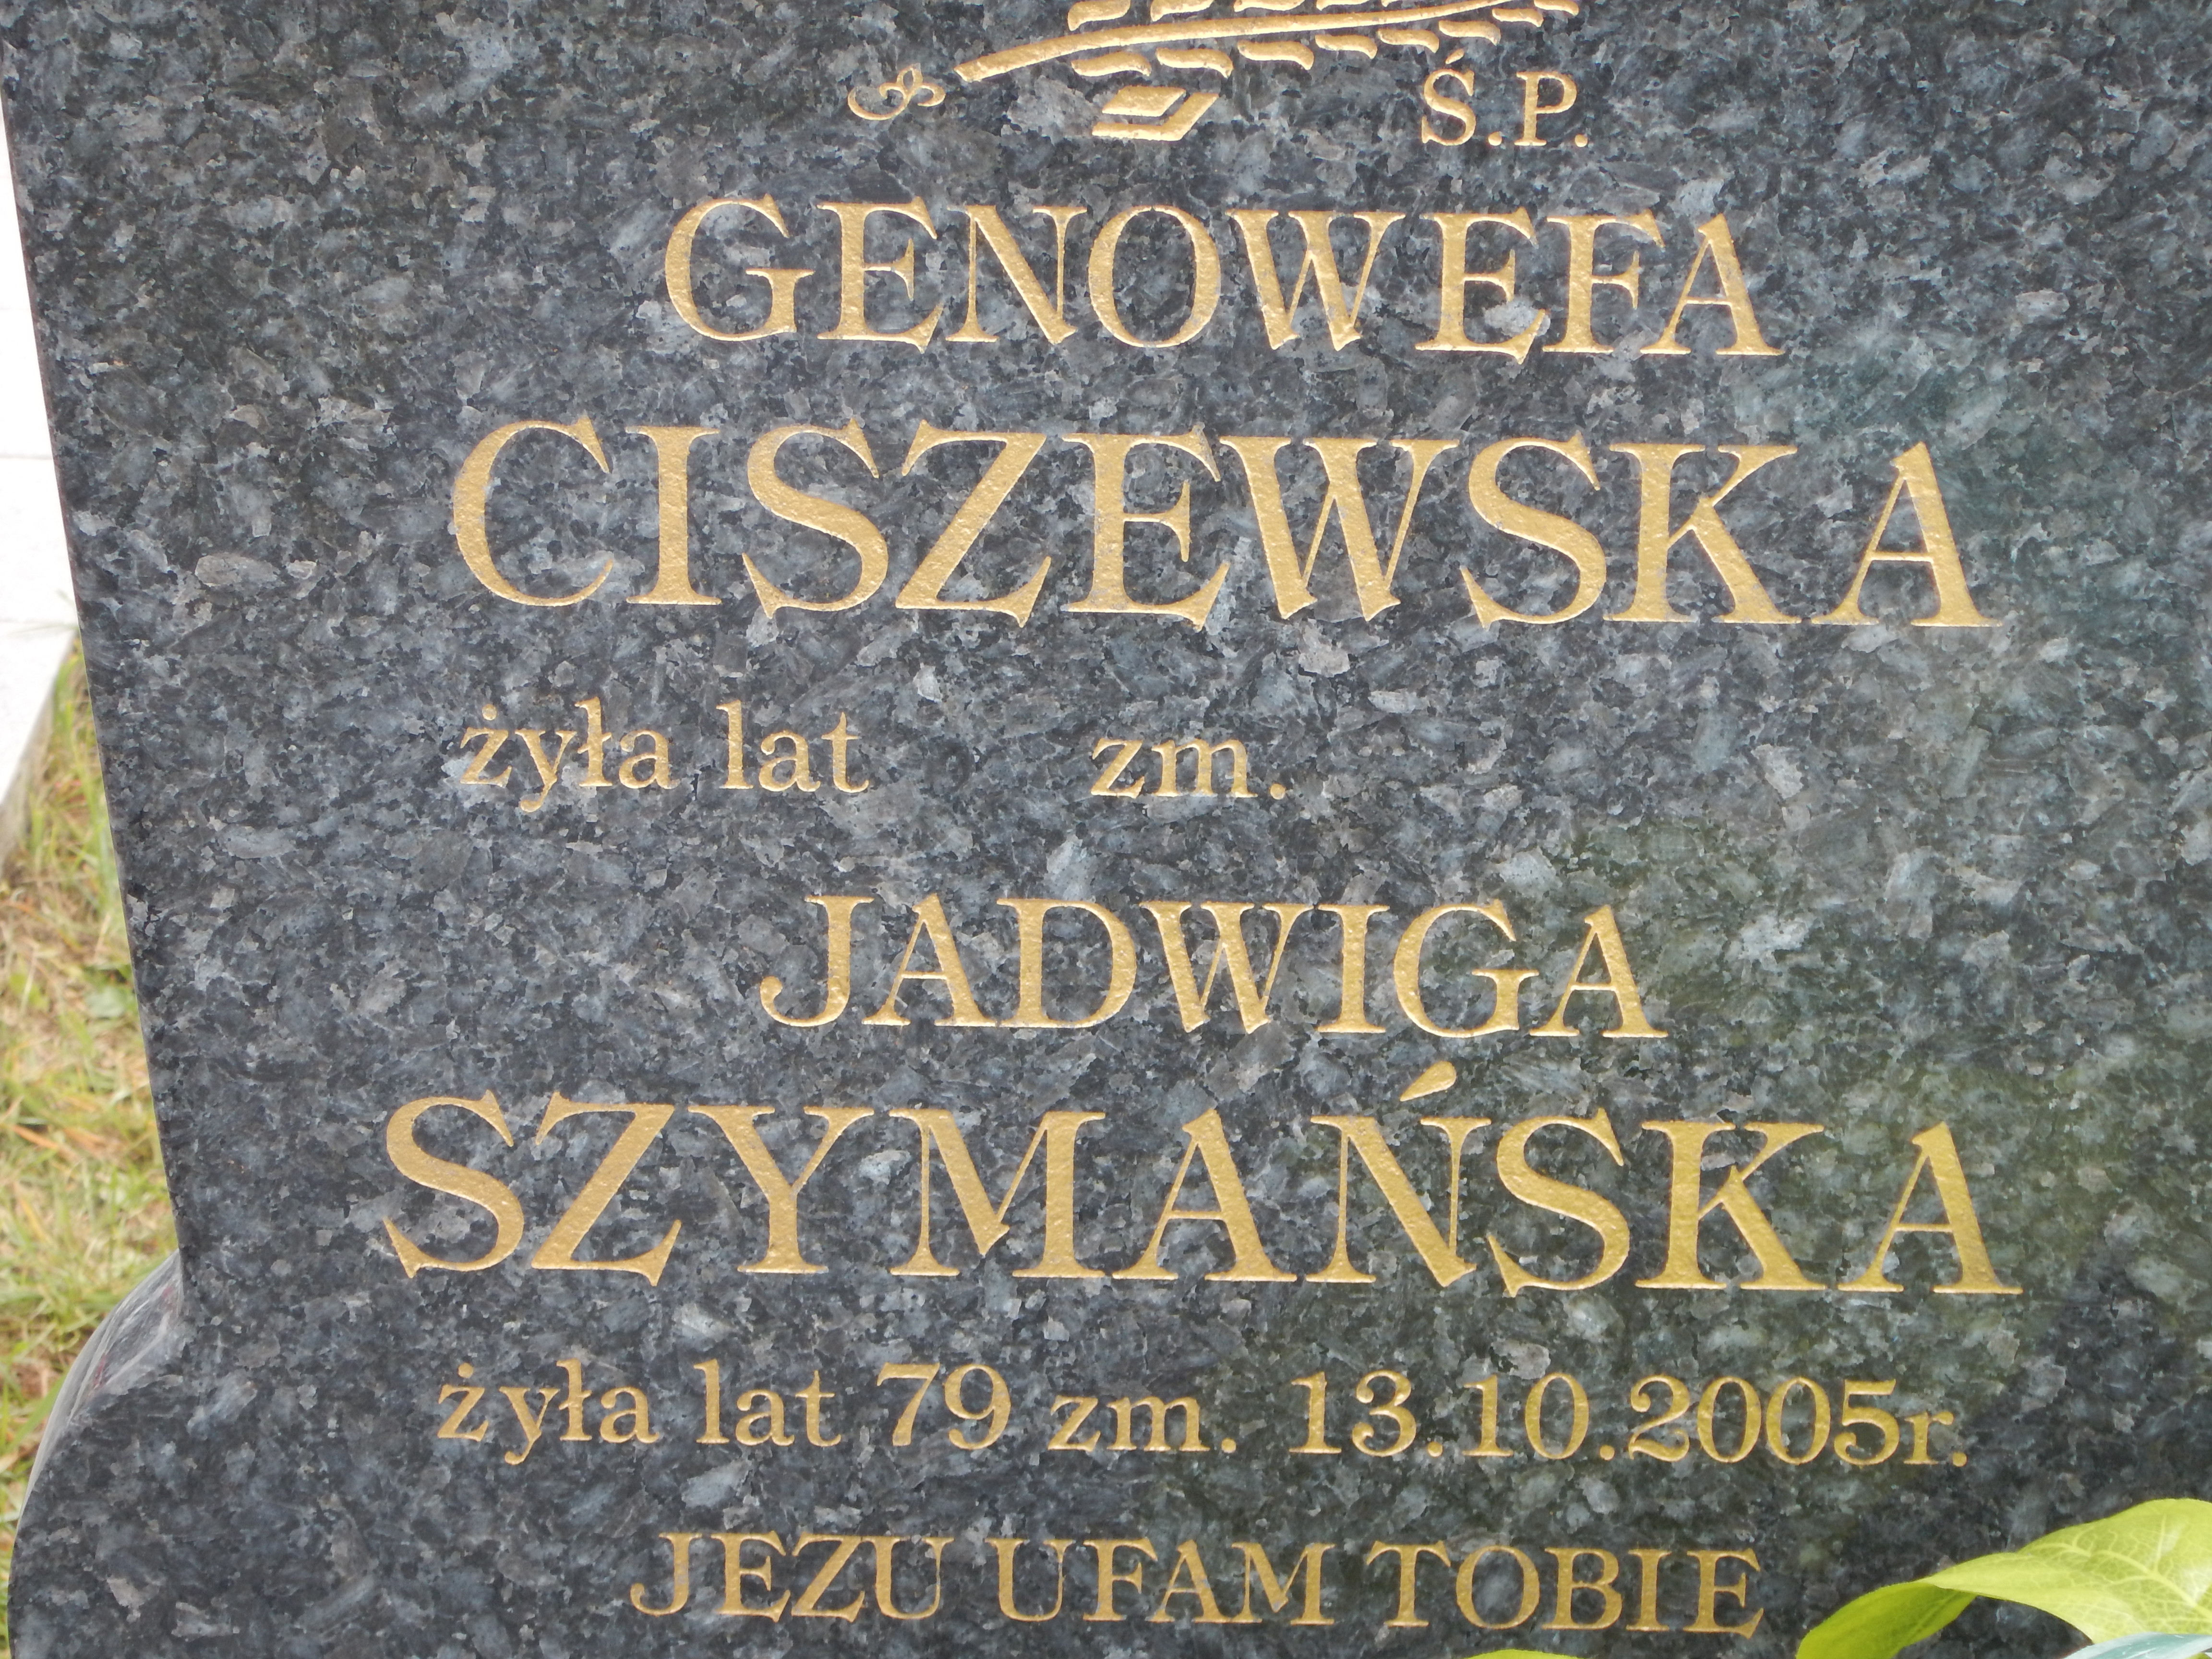 Ś.P.
GENOWEFA
CISZEWSKA
żyła lat zm.
JADWIGA
SZYMAŃSKA
żyła lat 79 zm. 13.10.2005r.
JEZU UFAM TOBIE